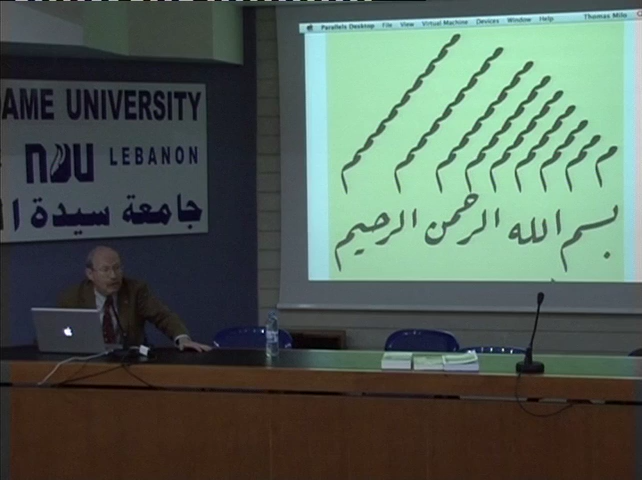 AME UNIVERSITY
NDU LEBANON
جامعة سيدة ال
Parallels Desktop File View Virtual Machine Devices Window Help Thomas Milo
بسم الله الرحمن الرحيم